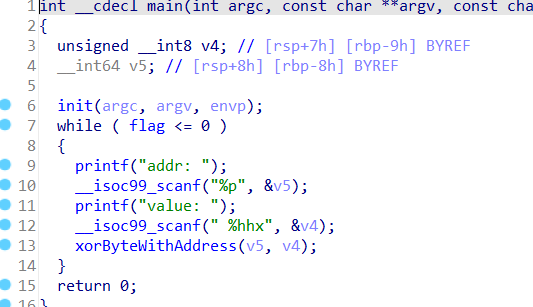 1 int __cdecl main(int argc, const char **argv, const cha
2 {
3 unsigned __int8 v4; // [rsp+7h] [rbp-9h] BYREF
4 __int64 v5; // [rsp+8h] [rbp-8h] BYREF
5
6 init(argc, argv, envp);
7 while ( flag <= 0 )
8 {
9 printf("addr: ");
10 __isoc99_scanf("%p", &v5);
11 printf("value: ");
12 __isoc99_scanf(" %hhx", &v4);
13 xorByteWithAddress(v5, v4);
14 }
15 return 0;
16 }